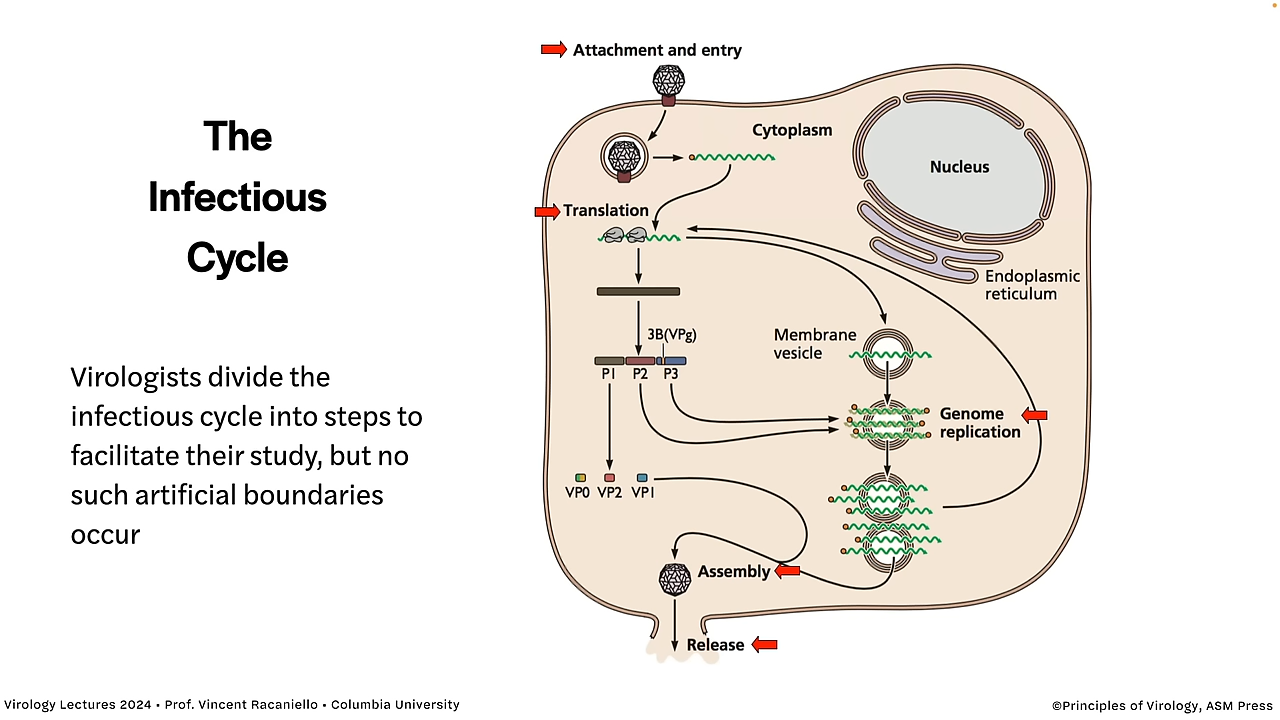 The
Infectious
Cycle
Virologists divide the
infectious cycle into steps to
facilitate their study, but no
such artificial boundaries
occur
Attachment and entry
Cytoplasm
Nucleus
Translation
Endoplasmic
reticulum
3B(VPg)
Membrane
vesicle
P1 P2 P3
Genome
replication
VP0 VP2 VP1
Assembly
Release
Virology Lectures 2024 • Prof. Vincent Racaniello • Columbia University
©Principles of Virology, ASM Press